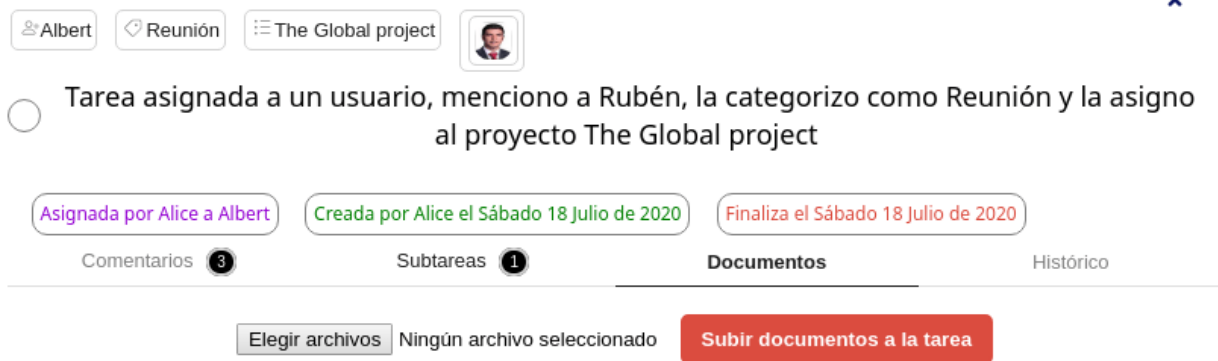 Albert Reunión The Global project
Tarea asignada a un usuario, menciono a Rubén, la categorizo como Reunión y la asigno
al proyecto The Global project
Asignada por Alice a Albert Creada por Alice el Sábado 18 Julio de 2020 Finaliza el Sábado 18 Julio de 2020
Comentarios 3 Subtareas 1 Documentos Histórico
Elegir archivos Ningún archivo seleccionado Subir documentos a la tarea